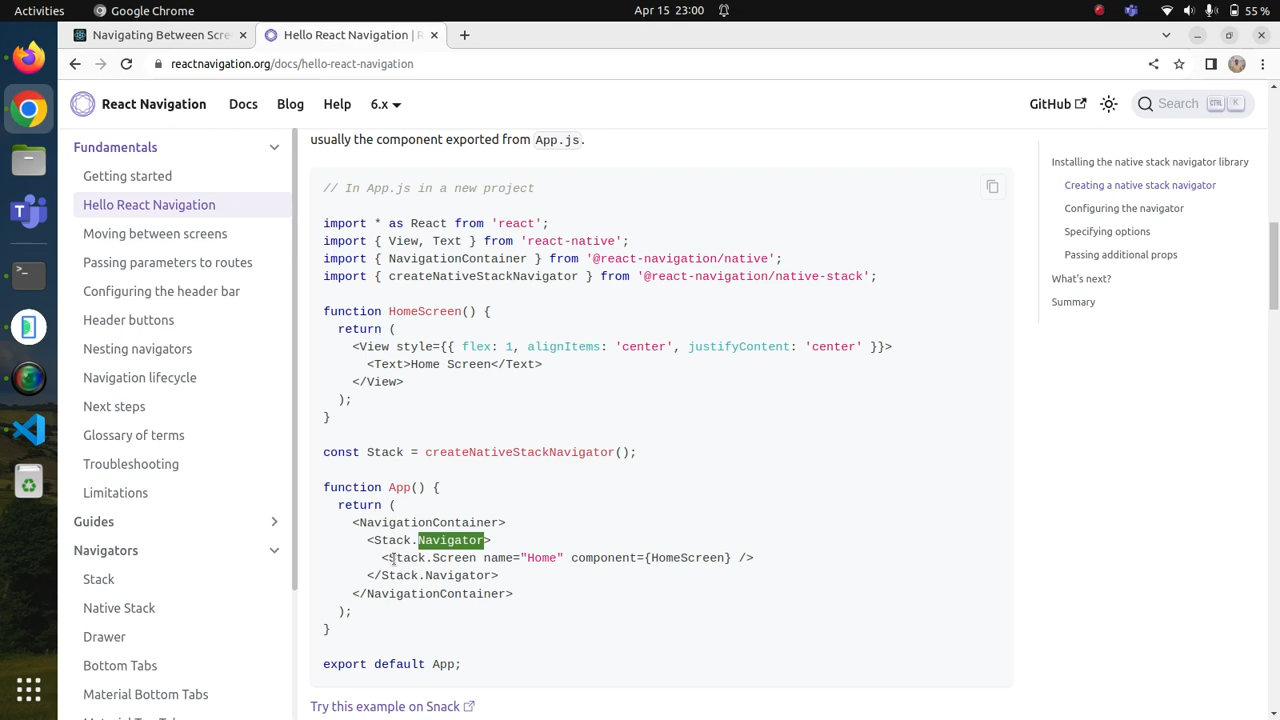 Activities
Google Chrome
Apr 15 23:00
55 %
Navigating Between Scre
Hello React Navigation | R
reactnavigation.org/docs/hello-react-navigation
React Navigation
Docs
Blog
Help
6.x
GitHub
Search
CTRL
K
Fundamentals
Getting started
Hello React Navigation
Moving between screens
Passing parameters to routes
Configuring the header bar
Header buttons
Nesting navigators
Navigation lifecycle
Next steps
Glossary of terms
Troubleshooting
Limitations
Guides
Navigators
Stack
Native Stack
Drawer
Bottom Tabs
Material Bottom Tabs
usually the component exported from App.js.
// In App.js in a new project
import * as React from 'react';
import { View, Text } from 'react-native';
import { NavigationContainer } from '@react-navigation/native';
import { createNativeStackNavigator } from '@react-navigation/native-stack';
function HomeScreen() {
return (
<View style={{ flex: 1, alignItems: 'center', justifyContent: 'center' }}>
<Text>Home Screen</Text>
</View>
);
}
const Stack = createNativeStackNavigator();
function App() {
return (
<NavigationContainer>
<Stack.Navigator>
<Stack.Screen name="Home" component={HomeScreen} />
</Stack.Navigator>
</NavigationContainer>
);
}
export default App;
Try this example on Snack
Installing the native stack navigator library
Creating a native stack navigator
Configuring the navigator
Specifying options
Passing additional props
What's next?
Summary